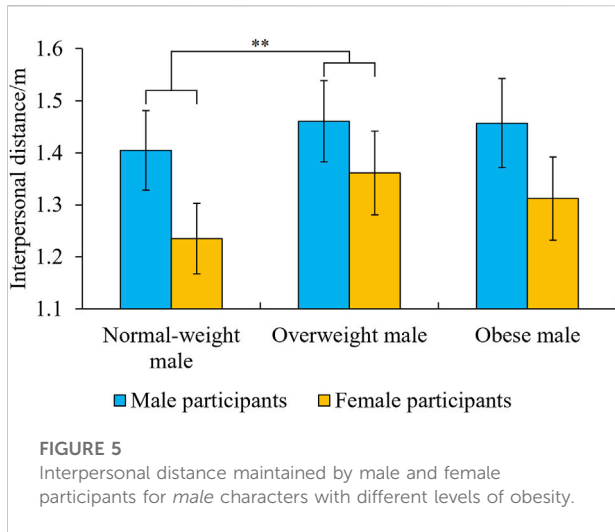 **
1.6
1.5
1.4
1.3
1.2
1.1
Interpersonal distance/m
Normal-weight
male
Overweight male
Obese male
Male participants
Female participants
FIGURE 5
Interpersonal distance maintained by male and female
participants for male characters with different levels of obesity.